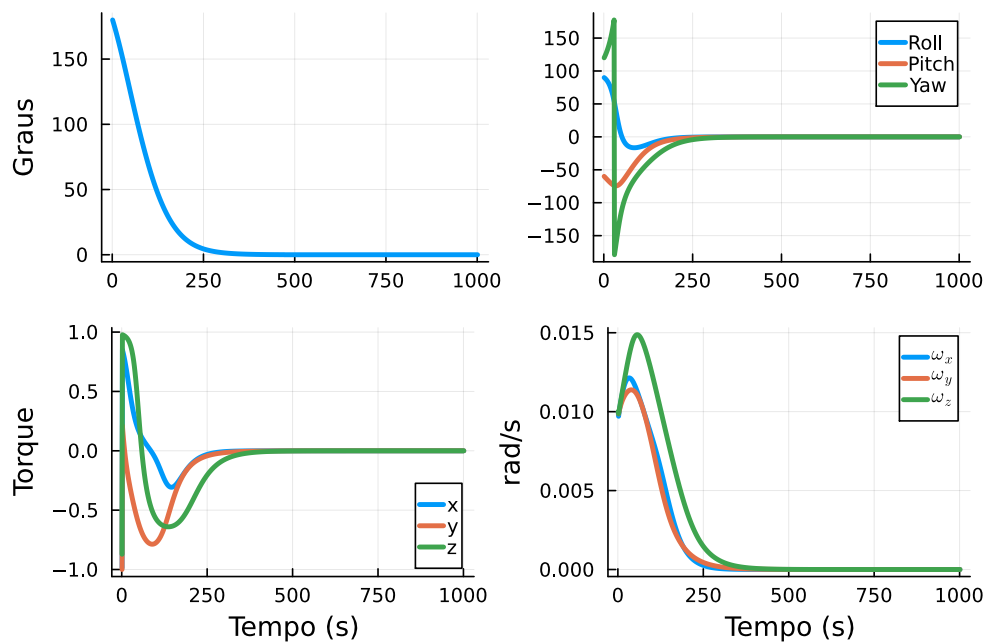 Graus
150
100
50
0
0
250
500
750
1000
150
100
50
0
−50
−100
−150
0
250
500
750
1000
Roll
Pitch
Yaw
Torque
1.0
0.5
0.0
−0.5
−1.0
0
250
500
750
1000
Tempo (s)
x
y
z
rad/s
0.015
0.010
0.005
0.000
0
250
500
750
1000
Tempo (s)
ω_x
ω_y
ω_z